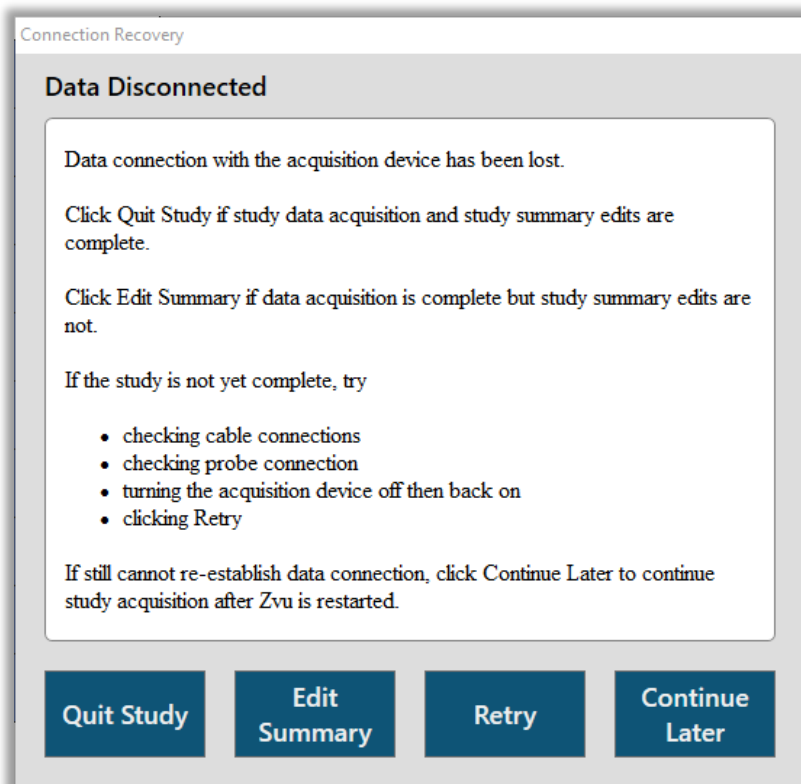 Connection Recovery
Data Disconnected
Data connection with the acquisition device has been lost.
Click Quit Study if study data acquisition and study summary edits are
complete.
Click Edit Summary if data acquisition is complete but study summary edits are
not.
If the study is not yet complete, try
• checking cable connections
• checking probe connection
• turning the acquisition device off then back on
• clicking Retry
If still cannot re-establish data connection, click Continue Later to continue
study acquisition after Zvu is restarted.
Quit Study
Edit
Summary
Retry
Continue
Later